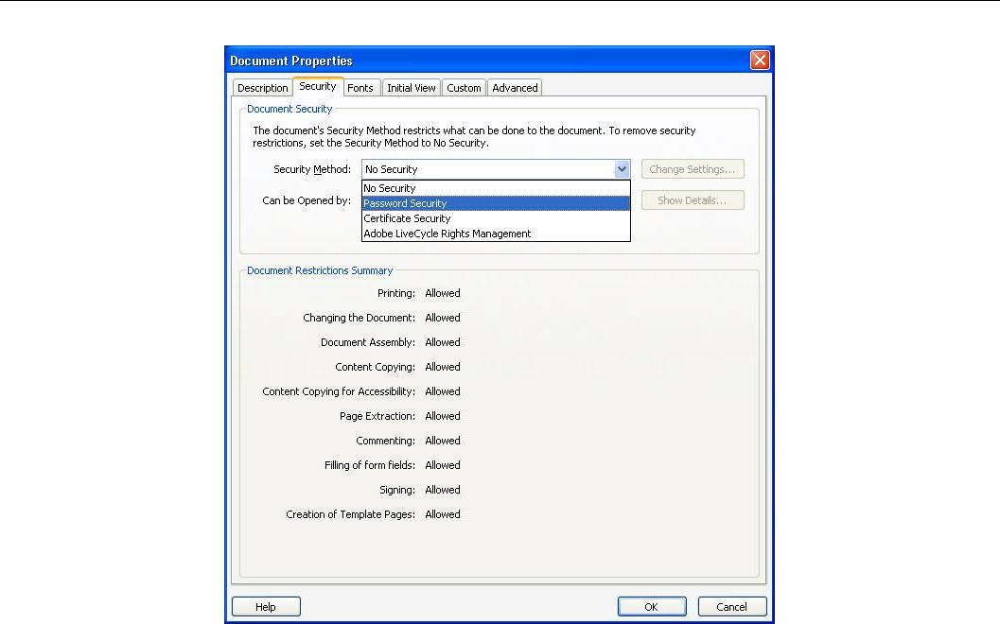 Document Properties
Description Security Fonts Initial View Custom Advanced
Document Security
The document's Security Method restricts what can be done to the document. To remove security
restrictions, set the Security Method to No Security.
Security Method: No Security Change Settings...
No Security
Can be Opened by: Password Security Show Details...
Certificate Security
Adobe LiveCycle Rights Management
Document Restrictions Summary
Printing: Allowed
Changing the Document: Allowed
Document Assembly: Allowed
Content Copying: Allowed
Content Copying for Accessibility: Allowed
Page Extraction: Allowed
Commenting: Allowed
Filling of form fields: Allowed
Signing: Allowed
Creation of Template Pages: Allowed
Help OK Cancel